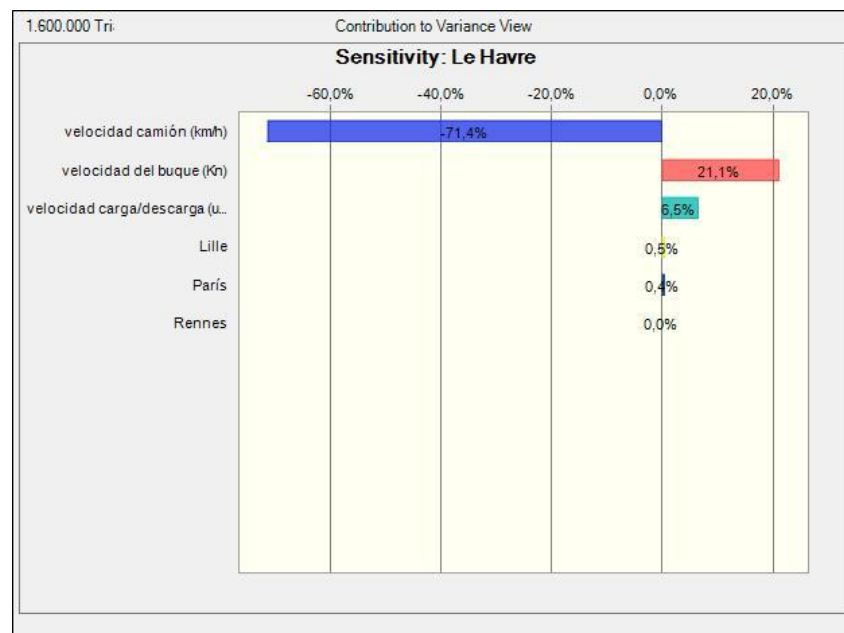 1.600.000 Tri
Contribution to Variance View
Sensitivity: Le Havre
-60,0% -40,0% -20,0% 0,0% 20,0%
velocidad camión (km/h) -71,4%
velocidad del buque (Kn) 21,1%
velocidad carga/descarga (u... 6,5%
Lille 0,5%
París 0,4%
Rennes 0,0%